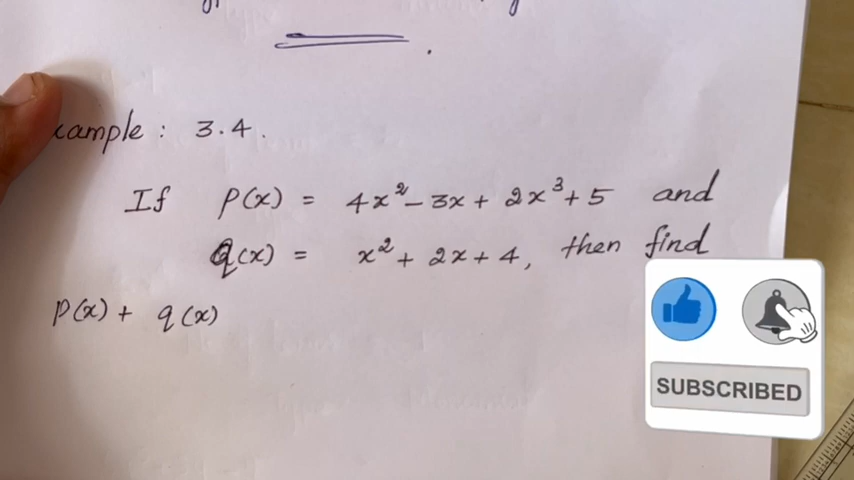 xample : 3.4.
If P(x) = 4x² - 3x + 2x³ + 5 and
q(x) = x² + 2x + 4, then find
P(x) + q(x)
SUBSCRIBED